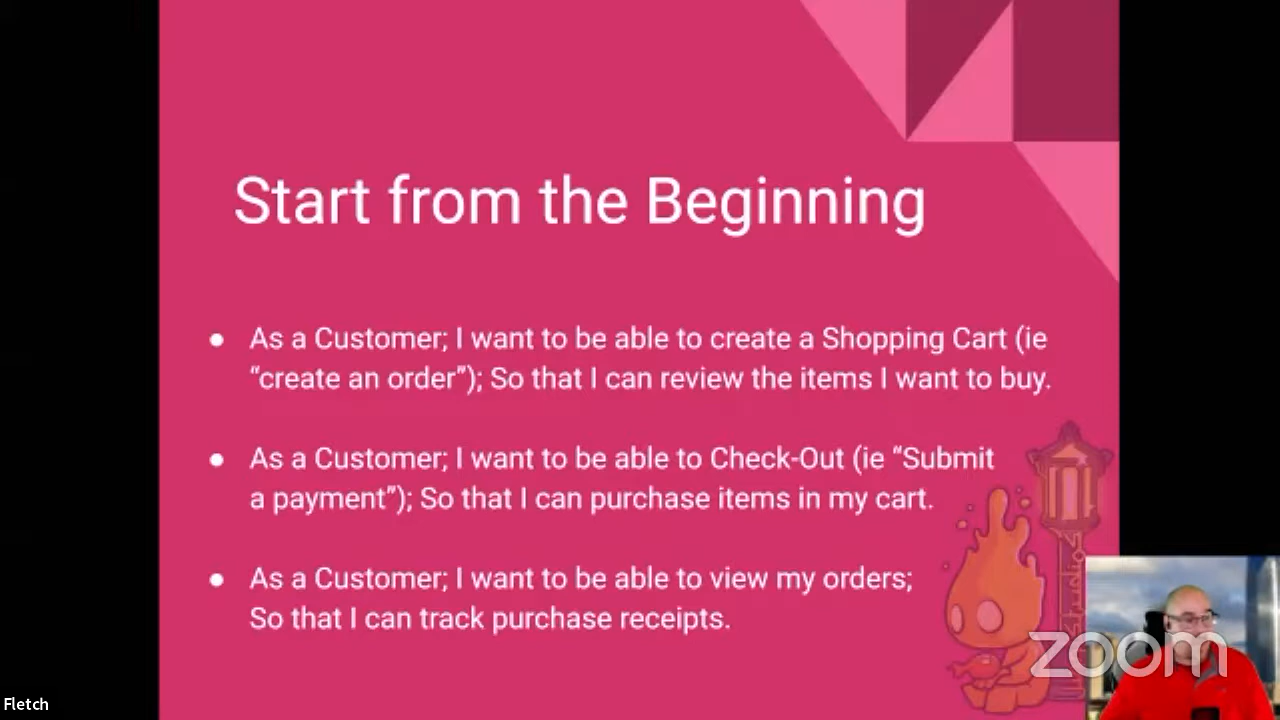 Start from the Beginning
● As a Customer; I want to be able to create a Shopping Cart (ie
“create an order”); So that I can review the items I want to buy.
● As a Customer; I want to be able to Check-Out (ie “Submit
a payment”); So that I can purchase items in my cart.
● As a Customer; I want to be able to view my orders;
So that I can track purchase receipts.
zoom
Fletch